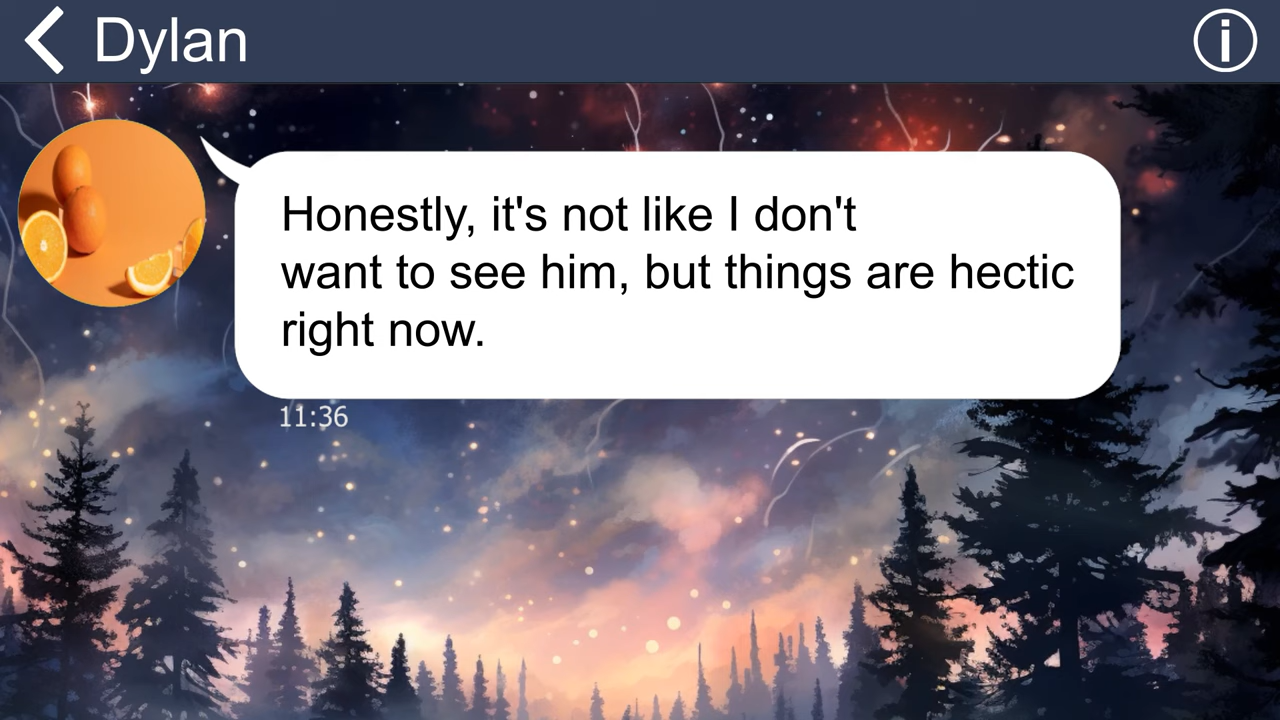 Dylan
Honestly, it's not like I don't
want to see him, but things are hectic
right now.
11:36